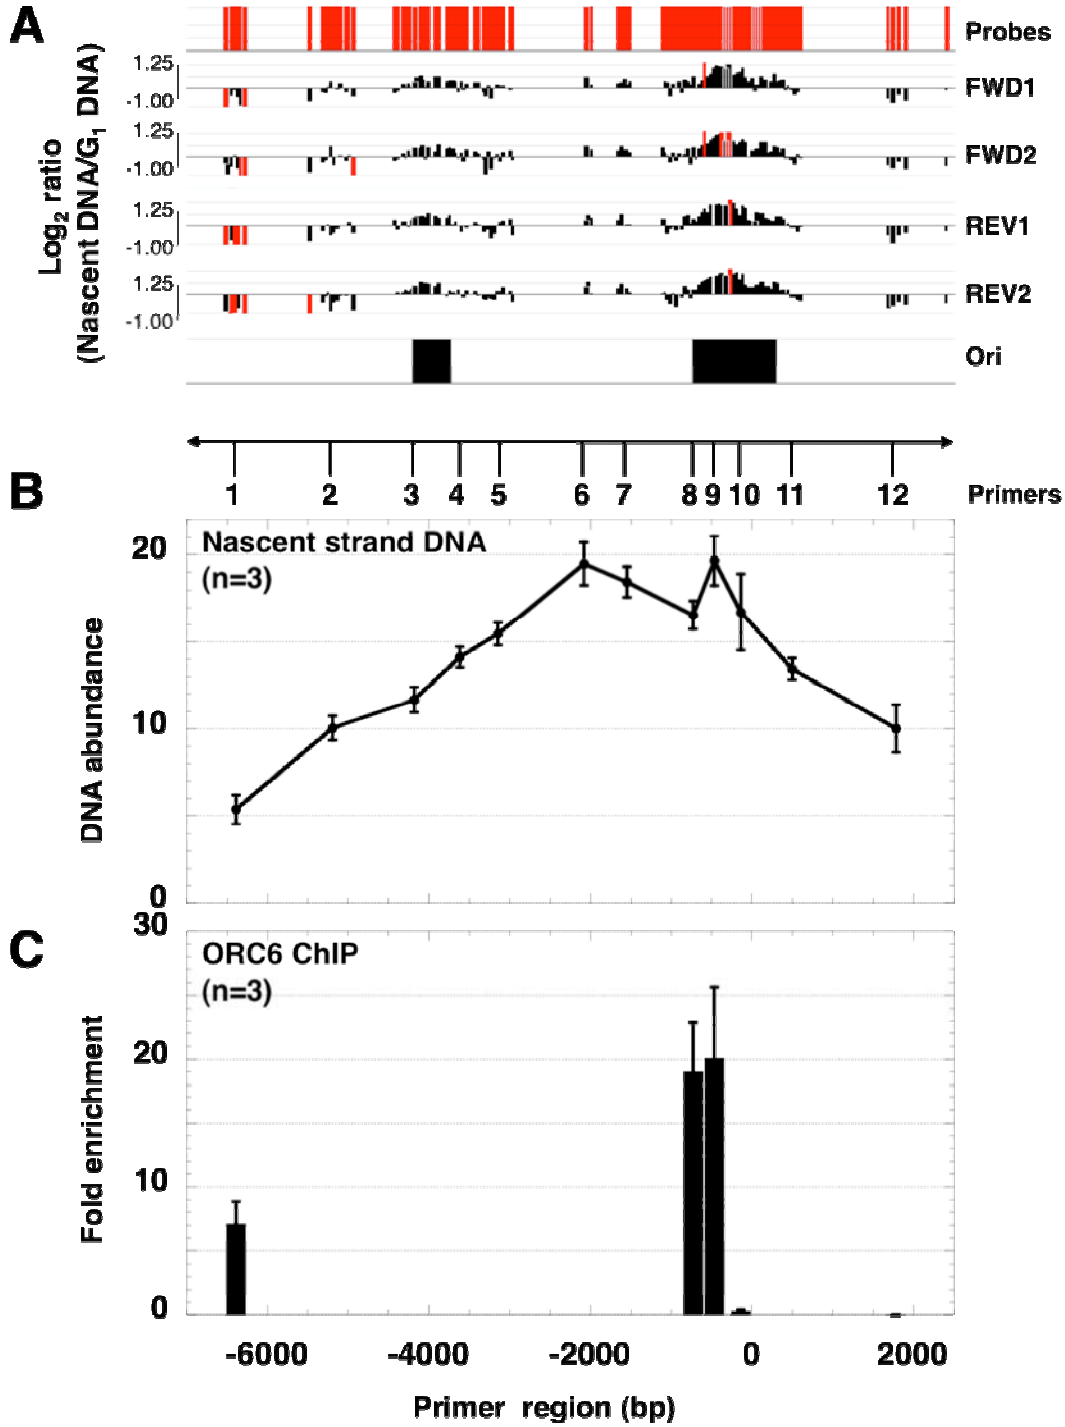 A
Probes
1.25
-1.00
FWD1
1.25
-1.00
FWD2
1.25
-1.00
REV1
1.25
-1.00
REV2
Log2 ratio
(Nascent DNA/G1 DNA)
Ori
B
1 2 3 4 5 6 7 8 9 10 11 12 Primers
Nascent strand DNA
(n=3)
20
10
0
DNA abundance
C
ORC6 ChIP
(n=3)
30
20
10
0
Fold enrichment
-6000 -4000 -2000 0 2000
Primer region (bp)